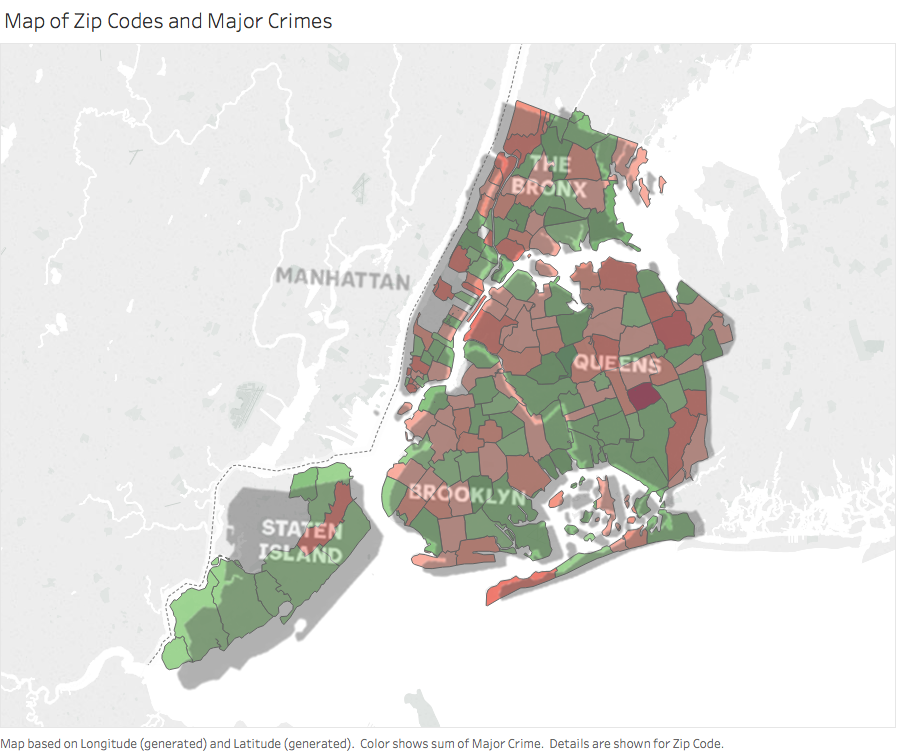 Map of Zip Codes and Major Crimes
THE
BRONX
MANHATTAN
QUEENS
BROOKLYN
STATEN
ISLAND
Map based on Longitude (generated) and Latitude (generated). Color shows sum of Major Crime. Details are shown for Zip Code.